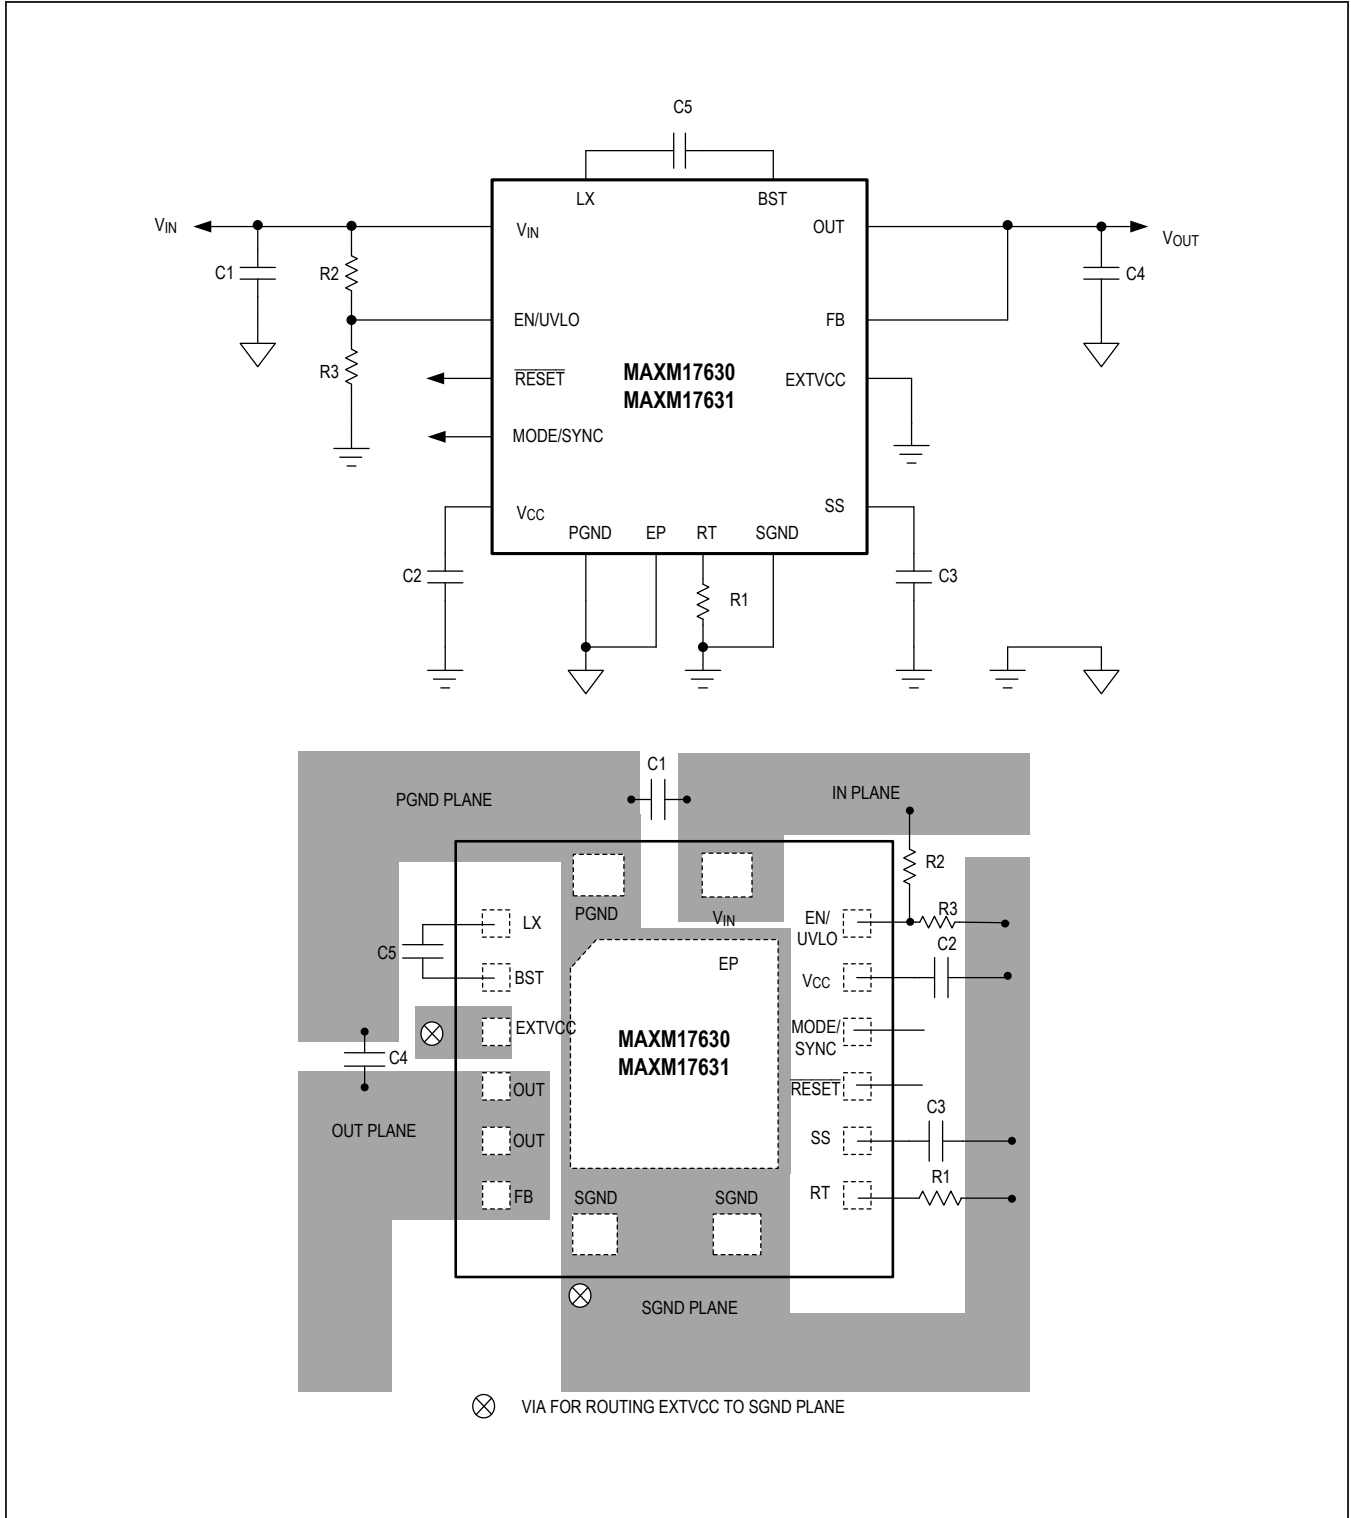 C5
LX
BST
VIN
VIN
OUT
VOUT
C1
R2
C4
EN/UVLO
FB
R3
RESET
MAXM17630
MAXM17631
EXTVCC
MODE/SYNC
VCC
SS
PGND
EP
RT
SGND
C2
R1
C3
C1
PGND PLANE
IN PLANE
R2
PGND
VIN
EN/
UVLO
R3
LX
C5
C2
EP
BST
VCC
EXTVCC
MAXM17630
MAXM17631
MODE/
SYNC
C4
OUT
RESET
C3
OUT PLANE
OUT
SS
R1
FB
SGND
SGND
RT
SGND PLANE
VIA FOR ROUTING EXTVCC TO SGND PLANE